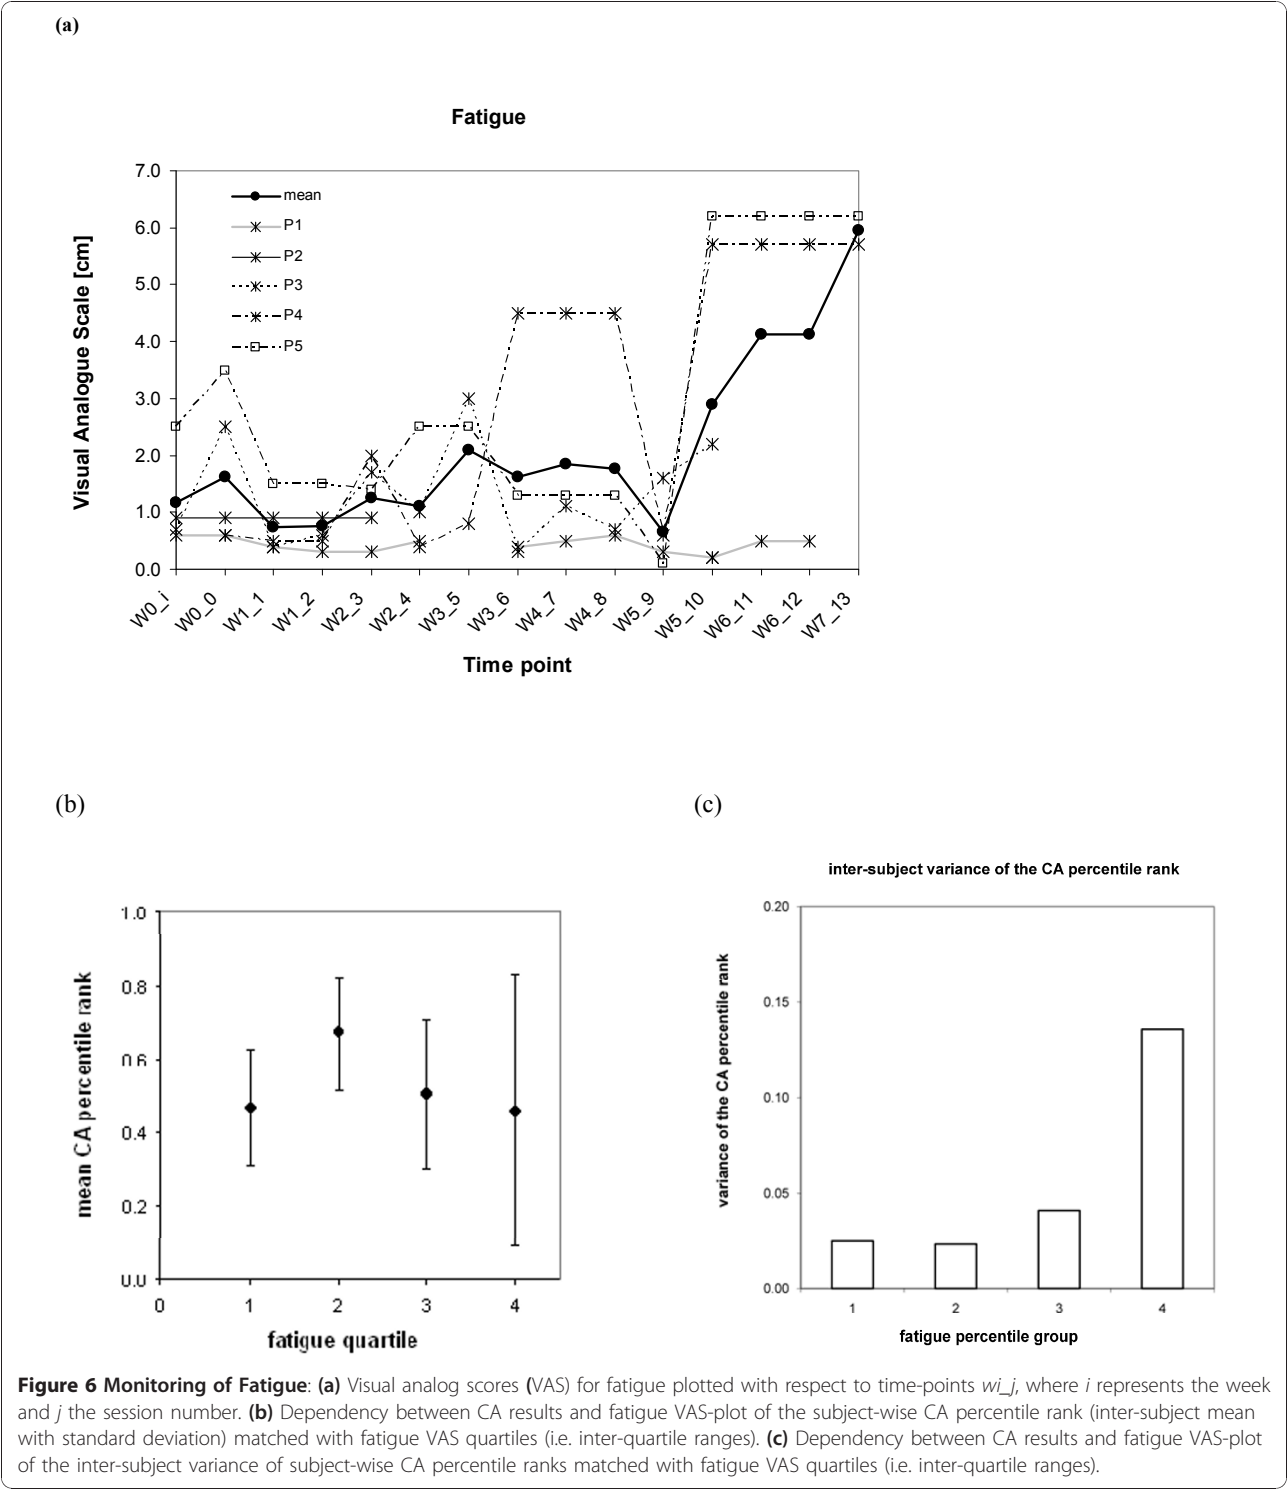 (a)
Fatigue
7.0
6.0
5.0
4.0
3.0
2.0
1.0
0.0
Visual Analogue Scale [cm]
mean
P1
P2
P3
P4
P5
W0_i
W0_0
W1_1
W1_2
W2_3
W2_4
W3_5
W3_6
W4_7
W4_8
W5_9
W5_10
W6_11
W6_12
W7_13
Time point
(b)
1.0
0.8
0.6
0.4
0.2
0.0
mean CA percentile rank
0 1 2 3 4
fatigue quartile
(c)
inter-subject variance of the CA percentile rank
0.20
0.15
0.10
0.05
0.00
variance of the CA percentile rank
1 2 3 4
fatigue percentile group
Figure 6 Monitoring of Fatigue: (a) Visual analog scores (VAS) for fatigue plotted with respect to time-points wi_j, where i represents the week
and j the session number. (b) Dependency between CA results and fatigue VAS-plot of the subject-wise CA percentile rank (inter-subject mean
with standard deviation) matched with fatigue VAS quartiles (i.e. inter-quartile ranges). (c) Dependency between CA results and fatigue VAS-plot
of the inter-subject variance of subject-wise CA percentile ranks matched with fatigue VAS quartiles (i.e. inter-quartile ranges).